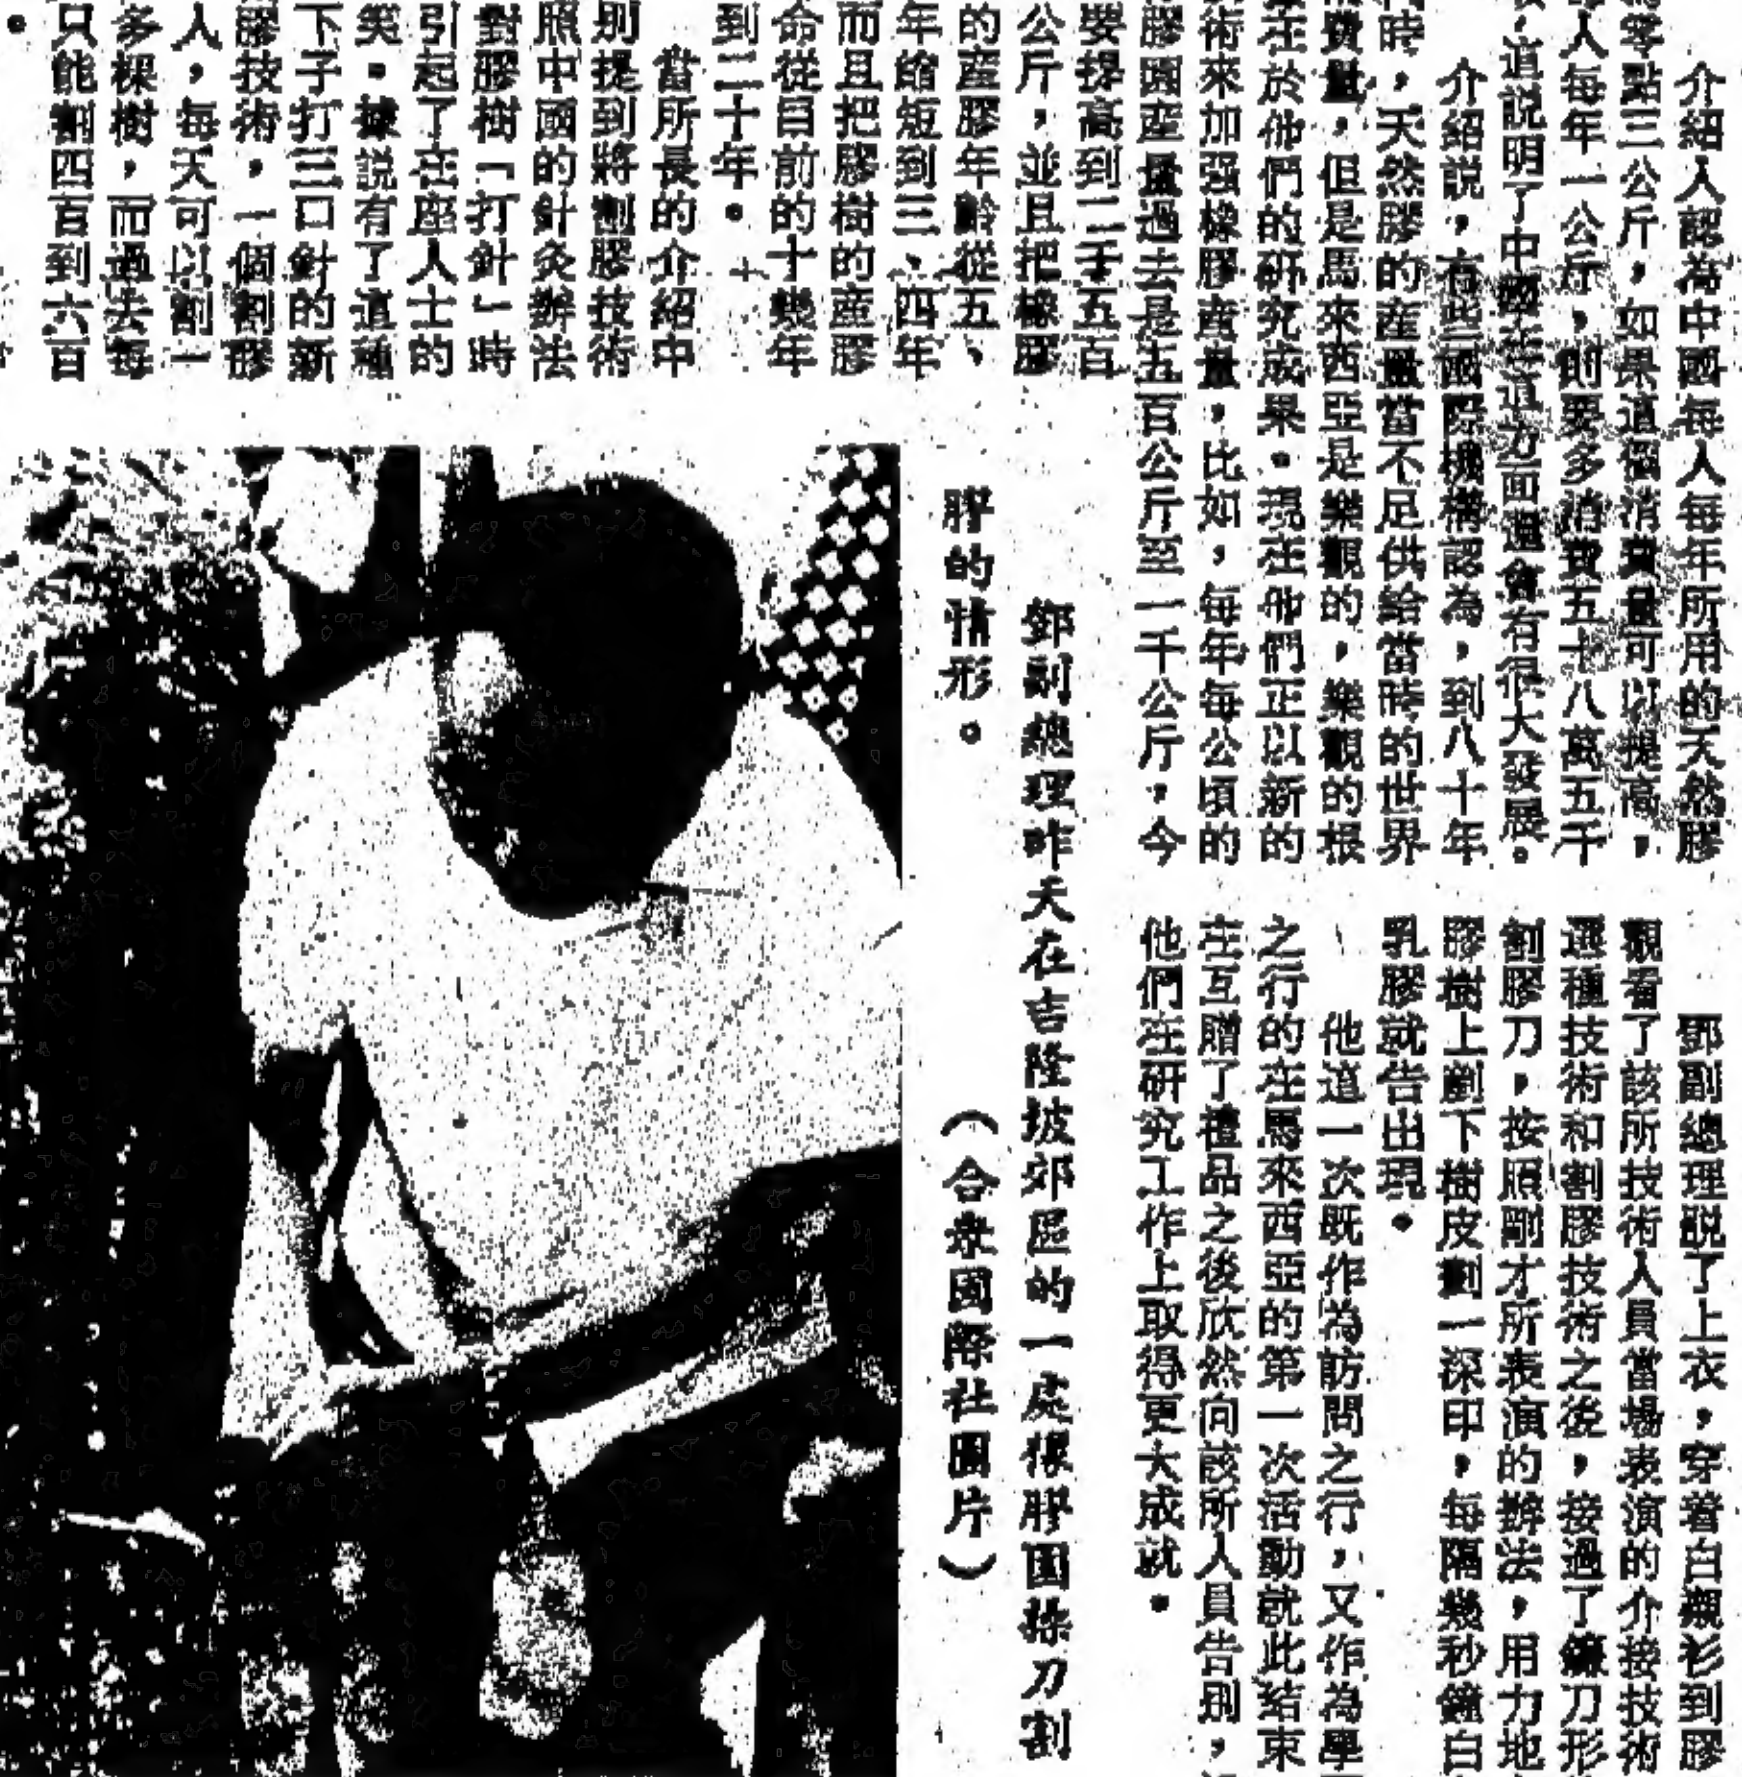 介紹人認為中國每人每年所用的天然膠
零點三公斤，如果這個消費量可以提高，
人每年一公斤，則要多消費五十八萬五千
，這説明了中國在這方面還會有很大發展。
介紹説，有些國際機構認為，到八十年
時，天然膠的產量當不足供給當時的世界
費量，但是馬來西亞是樂觀的，樂觀的根
在於他們的研究成果。現在他們正以新的
術來加强橡膠產量，比如，每年每公頃的
膠園產量過去是五百公斤至一千公斤，今
要提高到二千五百
公斤，並且把橡膠
的産膠年齡從五、
年縮短到三、四年
而且把膠樹的産膠
命從目前的十幾年
到二十年。
當所長的介紹中
別提到將割膠技術
照中國的針灸辦法
對膠樹「打針」時
引起了在座人士的
笑。據説有了這種
下子打三口針的新
膠技術，一個割膠
人，每天可以割一
多棵樹，而過去每
只能割四百到六百
。
鄧副總理脱了上衣，穿着白襯衫到膠
觀看了該所技術人員當場表演的介接技術
選種技術和割膠技術之後，接過了鐮刀形
割膠刀，按照剛才所表演的辦法，用力地
膠樹上劃下樹皮劃一深印，每隔幾秒鐘白
乳膠就告出現。
他這一次既作為訪問之行，又作為學
之行的在馬來西亞的第一次活動就此結束
在互贈了禮品之後欣然向該所人員告別，
他們在研究工作上取得更大成就。
鄧副總理昨天在吉隆坡郊區的一處橡膠園操刀割
膠的情形。（合衆國際社圖片）